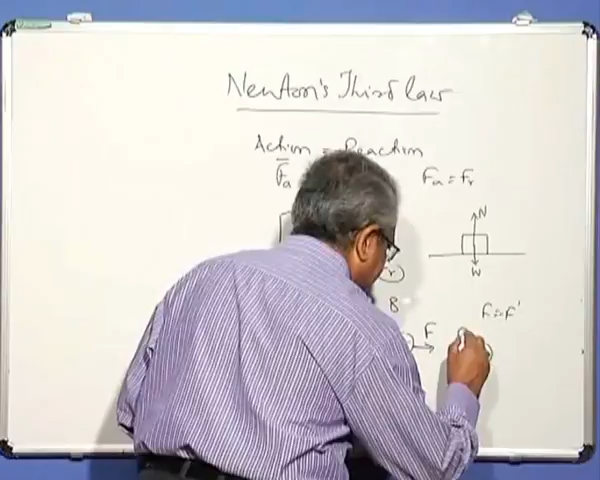 Newton's Third law
Action = Reaction
F̅a
Fa = Fr
N
W
B
F = F'
F